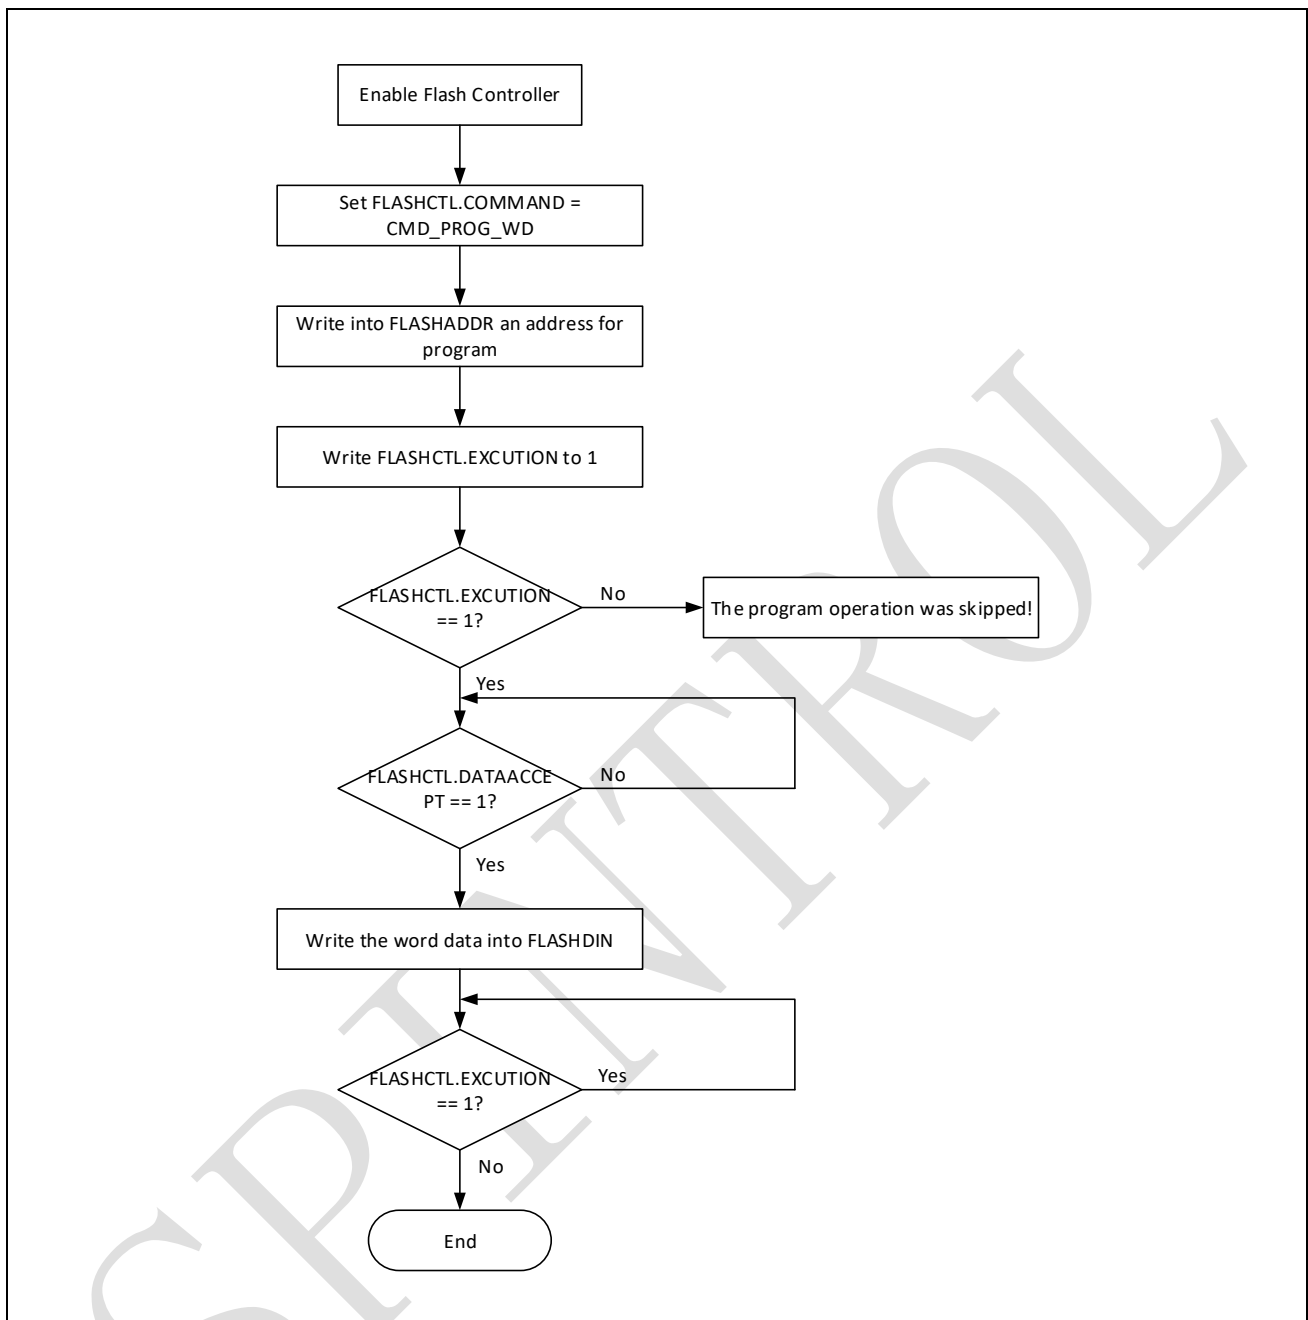 Enable Flash Controller
Set FLASHCTL.COMMAND =
CMD_PROG_WD
Write into FLASHADDR an address for
program
Write FLASHCTL.EXCUTION to 1
FLASHCTL.EXCUTION
== 1?
No
The program operation was skipped!
Yes
FLASHCTL.DATAACCE
PT == 1?
No
Yes
Write the word data into FLASHDIN
FLASHCTL.EXCUTION
== 1?
Yes
No
End
SPINTROL